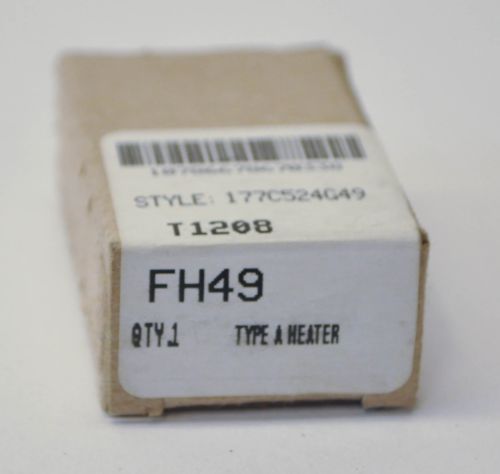 STYLE: 177C524G49
T1208
FH49
QTY.1 TYPE A HEATER